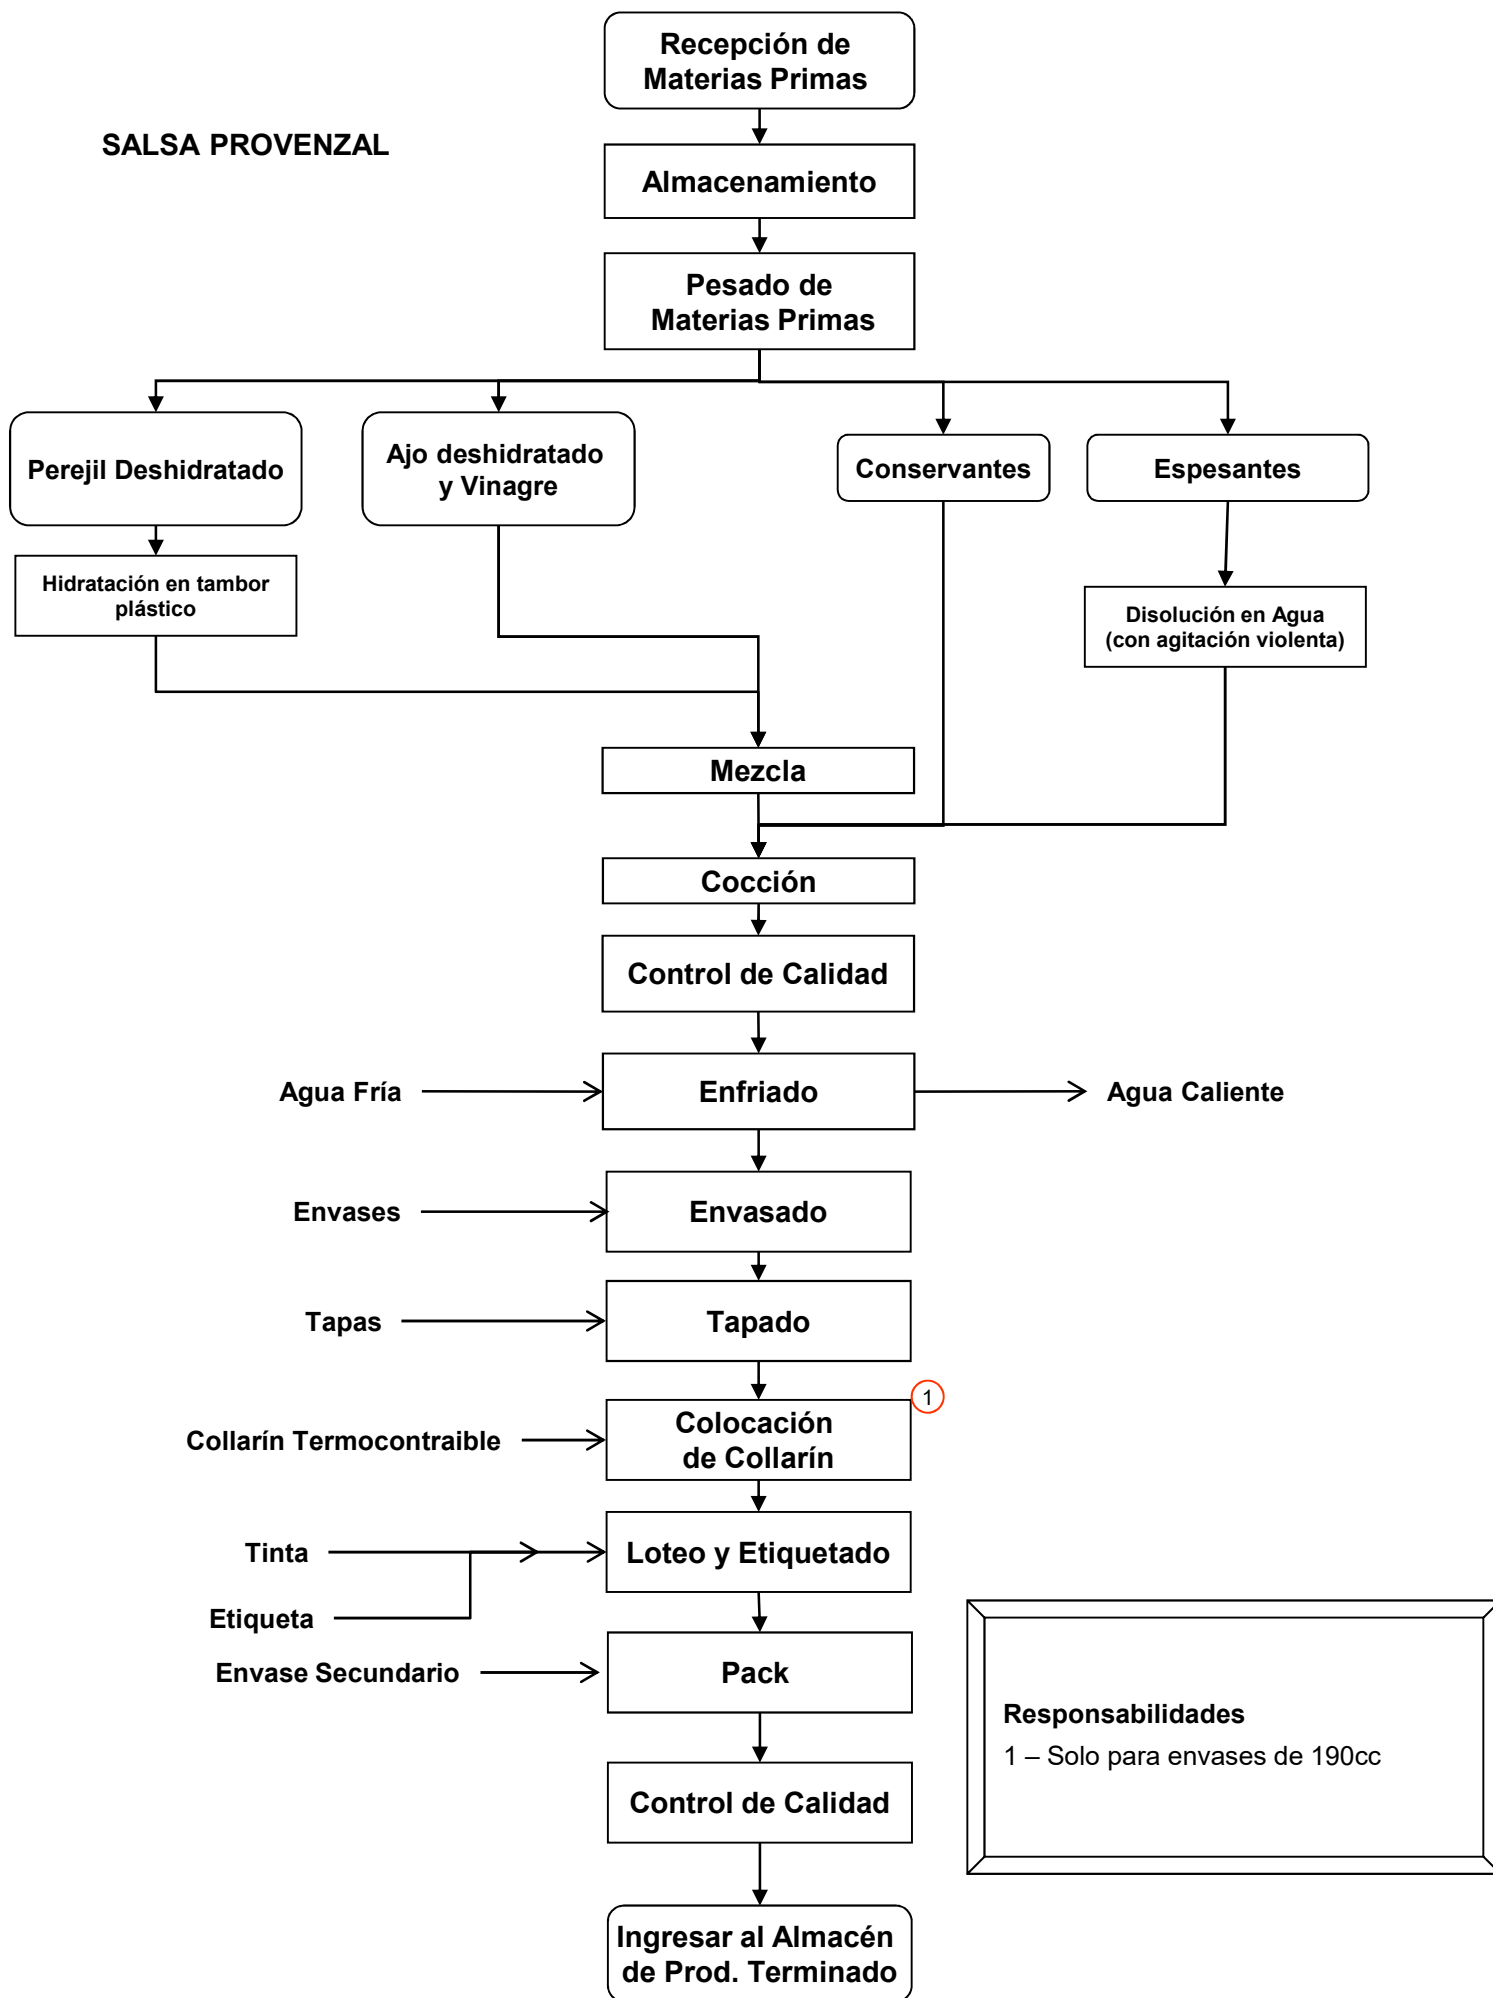 Recepción de
Materias Primas
SALSA PROVENZAL
Almacenamiento
Pesado de
Materias Primas
Perejil Deshidratado
Ajo deshidratado
y Vinagre
Conservantes
Espesantes
Hidratación en tambor
plástico
Disolución en Agua
(con agitación violenta)
Mezcla
Cocción
Control de Calidad
Agua Fría
Enfriado
Agua Caliente
Envases
Envasado
Tapas
Tapado
1
Collarín Termocontraible
Colocación
de Collarín
Tinta
Loteo y Etiquetado
Etiqueta
Envase Secundario
Pack
Responsabilidades
1 – Solo para envases de 190cc
Control de Calidad
Ingresar al Almacén
de Prod. Terminado